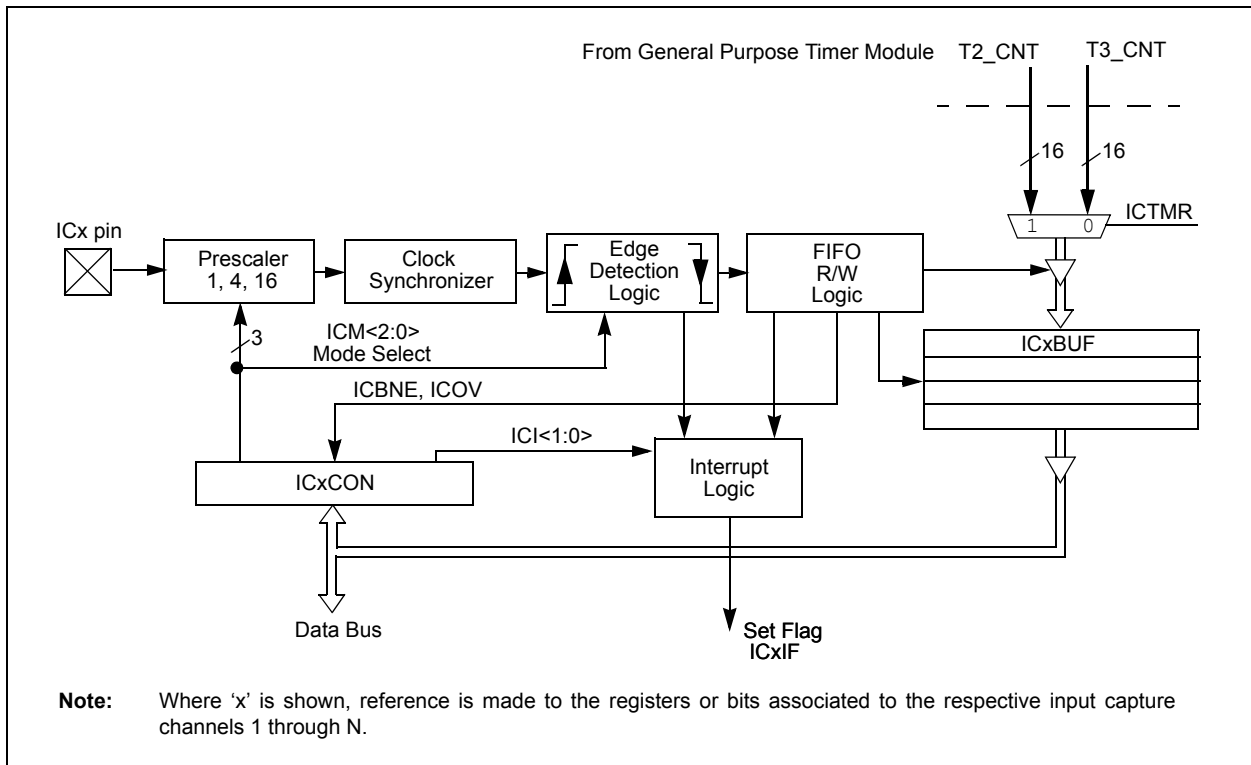 From General Purpose Timer Module
T2_CNT
T3_CNT
16
16
1 0
ICTMR
ICx pin
Prescaler
1, 4, 16
Clock
Synchronizer
Edge
Detection
Logic
FIFO
R/W
Logic
3
ICM<2:0>
Mode Select
ICxBUF
ICBNE, ICOV
ICI<1:0>
ICxCON
Interrupt
Logic
Data Bus
Set Flag
ICxIF
Note: Where ‘x’ is shown, reference is made to the registers or bits associated to the respective input capture
channels 1 through N.